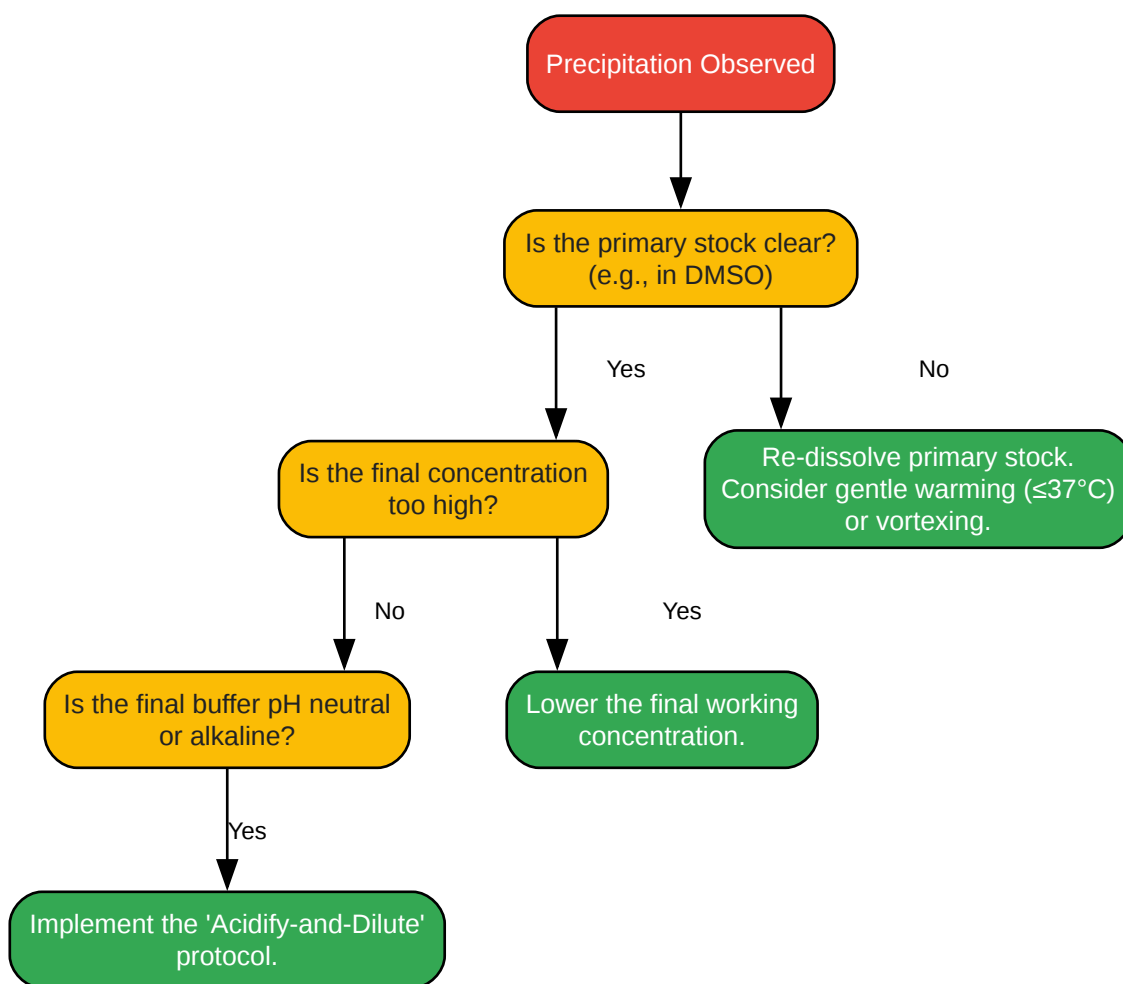 Precipitation Observed
Is the primary stock clear?
(e.g., in DMSO)
Yes
No
Is the final concentration
too high?
Re-dissolve primary stock.
Consider gentle warming (≤37°C)
or vortexing.
No
Yes
Is the final buffer pH neutral
or alkaline?
Lower the final working
concentration.
Yes
Implement the 'Acidify-and-Dilute'
protocol.